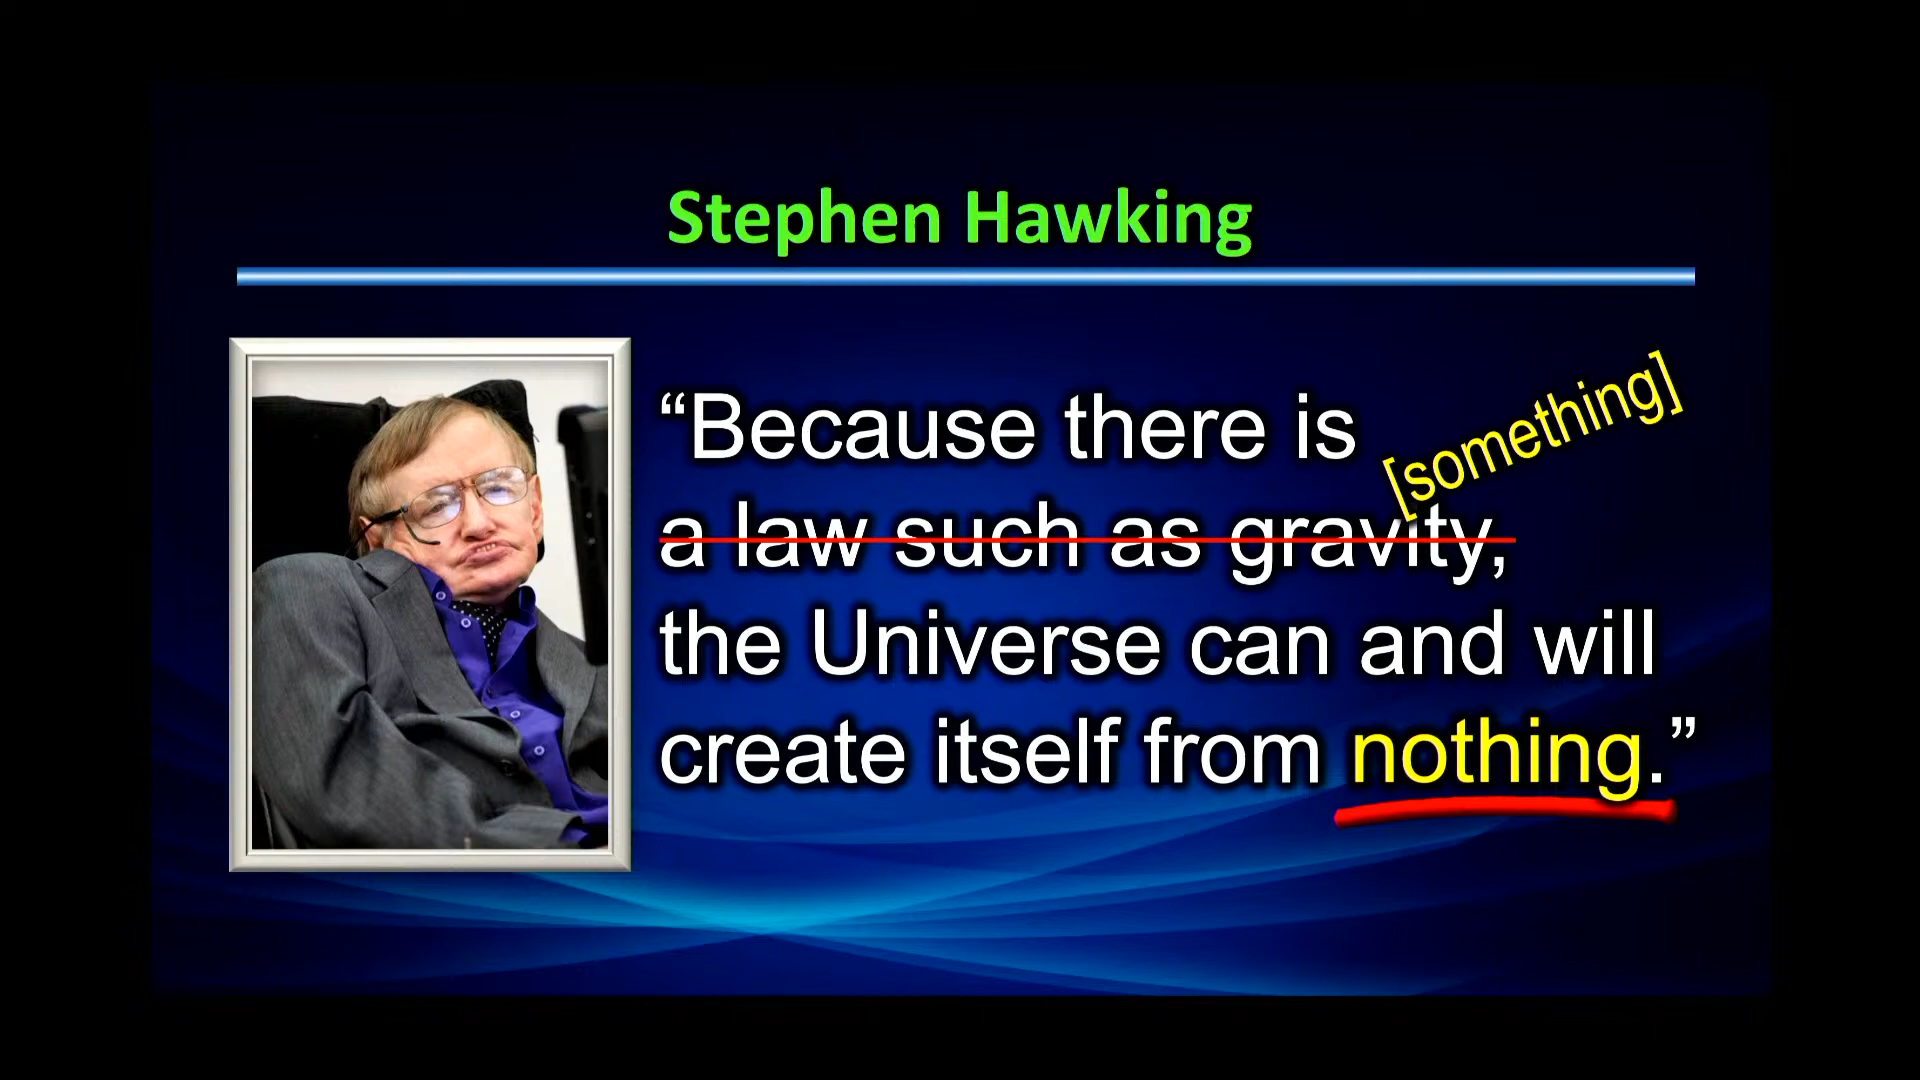 Stephen Hawking
“Because there is
[something]
a law such as gravity,
the Universe can and will
create itself from nothing.”